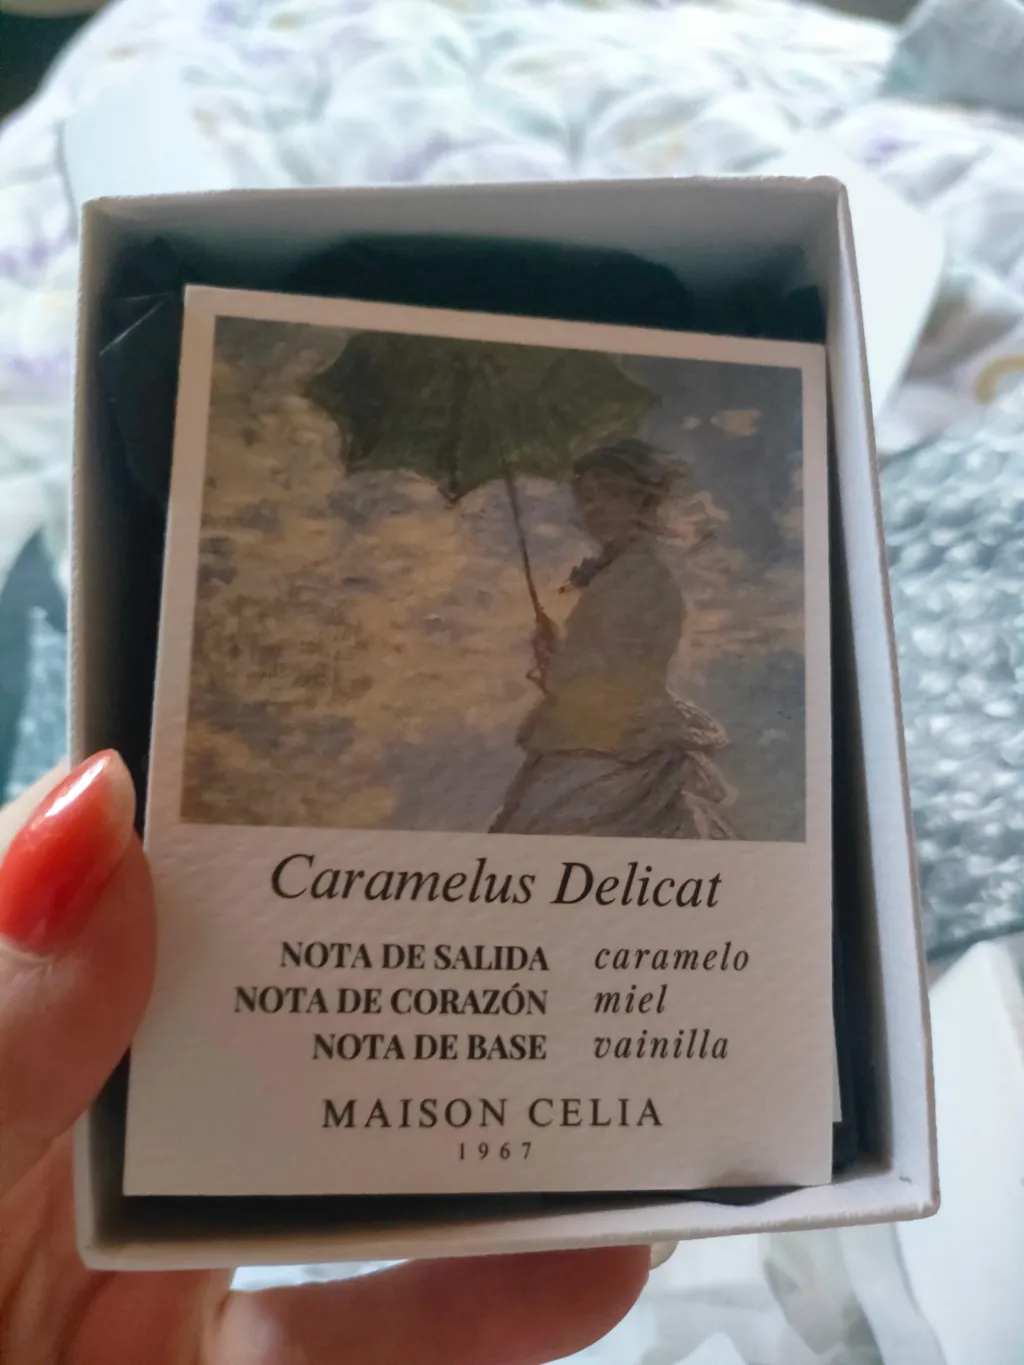 Caramelus Delicat
NOTA DE SALIDA caramelo
NOTA DE CORAZÓN miel
NOTA DE BASE vainilla
MAISON CELIA
1967